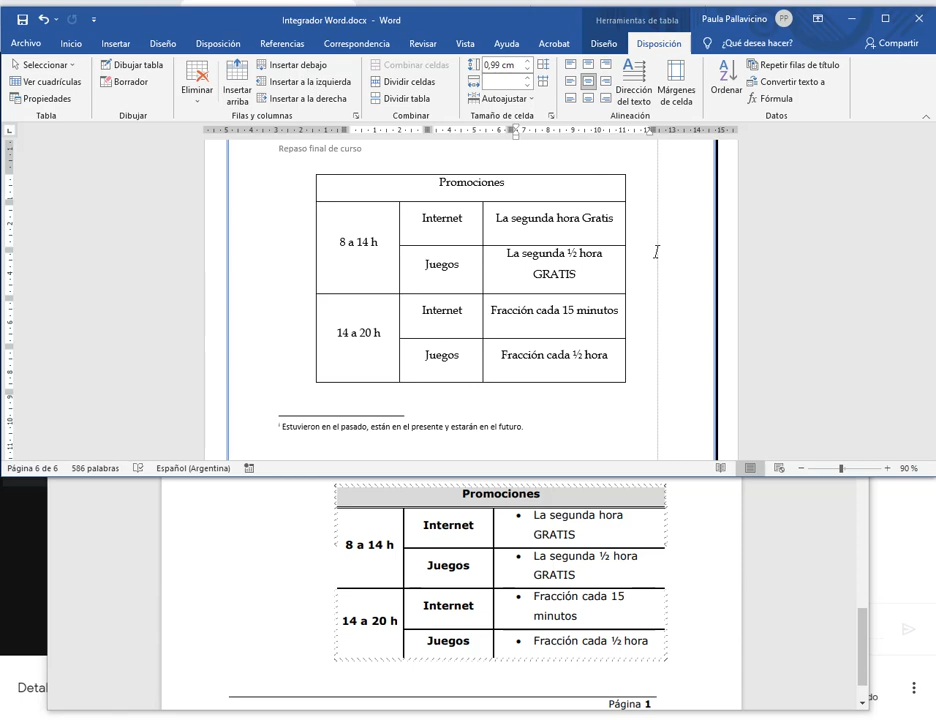 Integrador Word.docx - Word
Herramientas de tabla
Paula Pallavicino
PP
Archivo Inicio Insertar Diseño Disposición Referencias Correspondencia Revisar Vista Ayuda Acrobat Diseño Disposición ¿Qué desea hacer? Compartir
Seleccionar
Ver cuadrículas
Propiedades
Tabla
Dibujar tabla
Borrador
Dibujar
Eliminar
Insertar
arriba
Insertar debajo
Insertar a la izquierda
Insertar a la derecha
Filas y columnas
Combinar celdas
Dividir celdas
Dividir tabla
Combinar
0,99 cm
Autoajustar
Tamaño de celda
Dirección
del texto
Márgenes
de celda
Alineación
Ordenar
Repetir filas de título
Convertir texto a
Fórmula
Datos
Repaso final de curso
Promociones
8 a 14 h
Internet
La segunda hora Gratis
Juegos
La segunda ½ hora
GRATIS
14 a 20 h
Internet
Fracción cada 15 minutos
Juegos
Fracción cada ½ hora
i Estuvieron en el pasado, están en el presente y estarán en el futuro.
Página 6 de 6 586 palabras Español (Argentina) 90 %
Promociones
8 a 14 h
Internet
• La segunda hora
GRATIS
Juegos
• La segunda ½ hora
GRATIS
14 a 20 h
Internet
• Fracción cada 15
minutos
Juegos
• Fracción cada ½ hora
Detal
Página 1